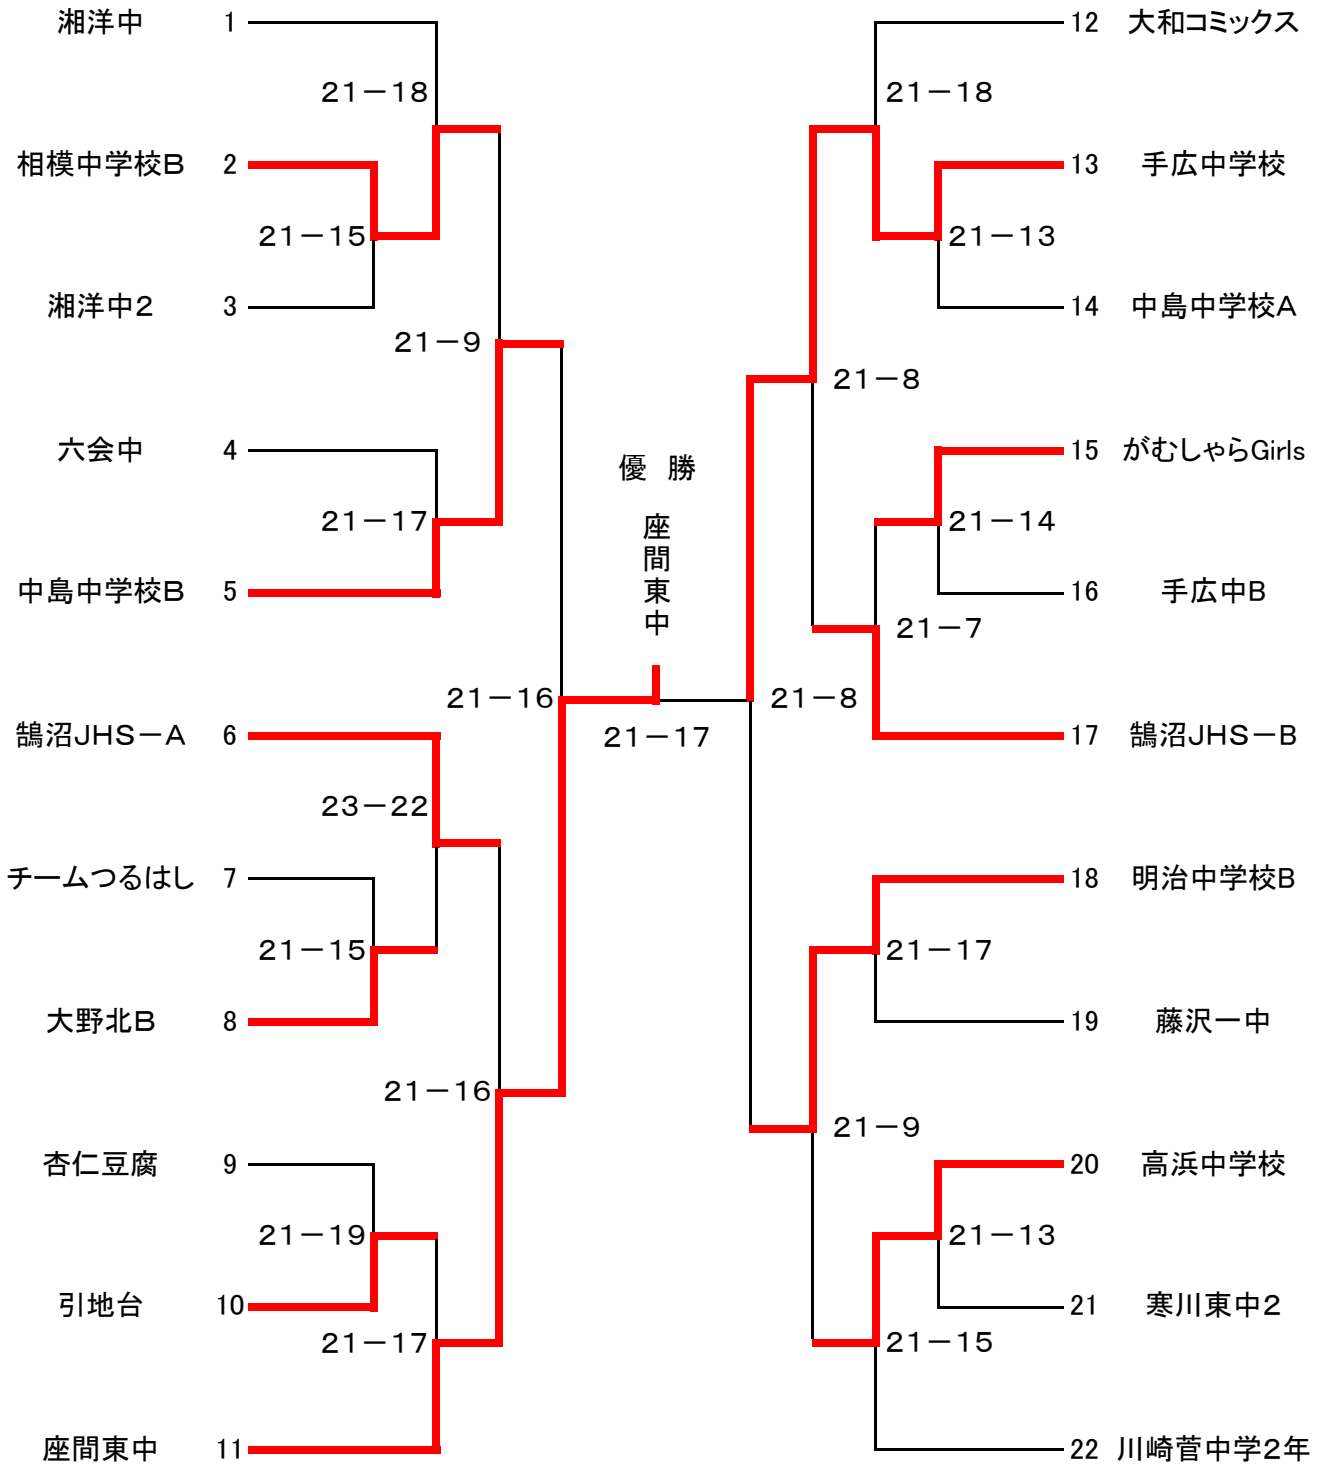 湘洋中 1
21－18
相模中学校B 2
21－15
湘洋中2 3
21－9
六会中 4
21－17
中島中学校B 5
21－16
鵠沼JHS－A 6
23－22
チームつるはし 7
21－15
大野北B 8
21－16
杏仁豆腐 9
21－19
引地台 10
21－17
座間東中 11
優 勝
座間東中
21－17
12 大和コミックス
21－18
13 手広中学校
21－13
14 中島中学校A
21－8
15 がむしゃらGirls
21－14
16 手広中B
21－7
21－8
17 鵠沼JHS－B
18 明治中学校B
21－17
19 藤沢一中
21－9
20 高浜中学校
21－13
21 寒川東中2
21－15
22 川崎菅中学2年